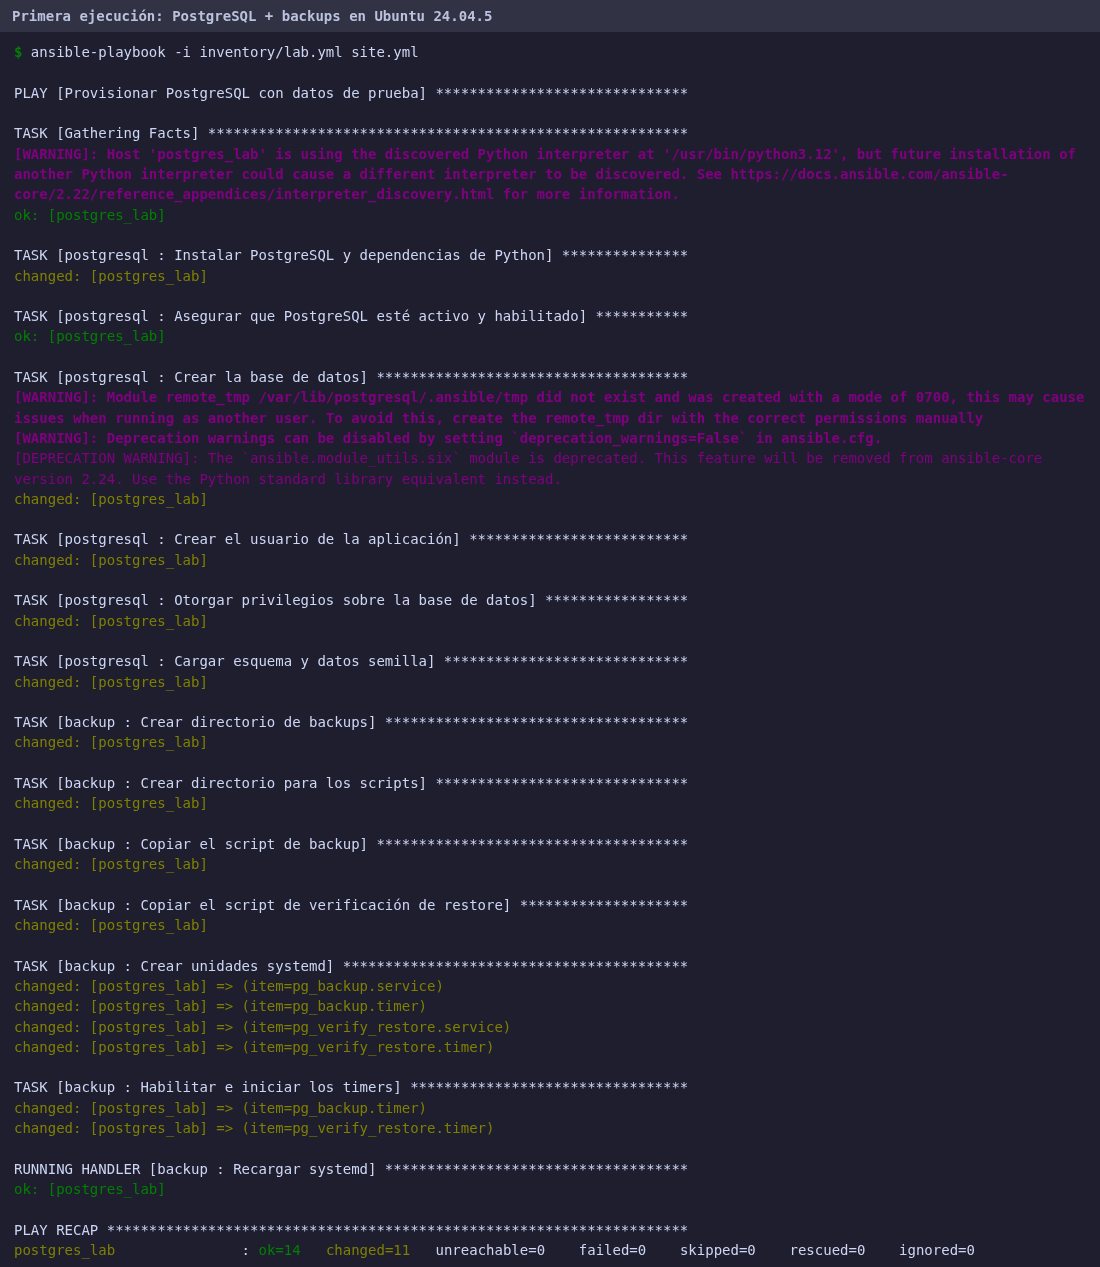 Primera ejecución: PostgreSQL + backups en Ubuntu 24.04.5
$ ansible-playbook -i inventory/lab.yml site.yml
PLAY [Provisionar PostgreSQL con datos de prueba] ******************************
TASK [Gathering Facts] *********************************************************
[WARNING]: Host 'postgres_lab' is using the discovered Python interpreter at '/usr/bin/python3.12', but future installation of
another Python interpreter could cause a different interpreter to be discovered. See https://docs.ansible.com/ansible-
core/2.22/reference_appendices/interpreter_discovery.html for more information.
ok: [postgres_lab]
TASK [postgresql : Instalar PostgreSQL y dependencias de Python] ***************
changed: [postgres_lab]
TASK [postgresql : Asegurar que PostgreSQL esté activo y habilitado] ***********
ok: [postgres_lab]
TASK [postgresql : Crear la base de datos] *************************************
[WARNING]: Module remote_tmp /var/lib/postgresql/.ansible/tmp did not exist and was created with a mode of 0700, this may cause
issues when running as another user. To avoid this, create the remote_tmp dir with the correct permissions manually
[WARNING]: Deprecation warnings can be disabled by setting `deprecation_warnings=False` in ansible.cfg.
[DEPRECATION WARNING]: The `ansible.module_utils.six` module is deprecated. This feature will be removed from ansible-core
version 2.24. Use the Python standard library equivalent instead.
changed: [postgres_lab]
TASK [postgresql : Crear el usuario de la aplicación] **************************
changed: [postgres_lab]
TASK [postgresql : Otorgar privilegios sobre la base de datos] *****************
changed: [postgres_lab]
TASK [postgresql : Cargar esquema y datos semilla] *****************************
changed: [postgres_lab]
TASK [backup : Crear directorio de backups] ************************************
changed: [postgres_lab]
TASK [backup : Crear directorio para los scripts] ******************************
changed: [postgres_lab]
TASK [backup : Copiar el script de backup] *************************************
changed: [postgres_lab]
TASK [backup : Copiar el script de verificación de restore] ********************
changed: [postgres_lab]
TASK [backup : Crear unidades systemd] *****************************************
changed: [postgres_lab] => (item=pg_backup.service)
changed: [postgres_lab] => (item=pg_backup.timer)
changed: [postgres_lab] => (item=pg_verify_restore.service)
changed: [postgres_lab] => (item=pg_verify_restore.timer)
TASK [backup : Habilitar e iniciar los timers] *********************************
changed: [postgres_lab] => (item=pg_backup.timer)
changed: [postgres_lab] => (item=pg_verify_restore.timer)
RUNNING HANDLER [backup : Recargar systemd] ************************************
ok: [postgres_lab]
PLAY RECAP *********************************************************************
postgres_lab               : ok=14   changed=11   unreachable=0    failed=0    skipped=0    rescued=0    ignored=0